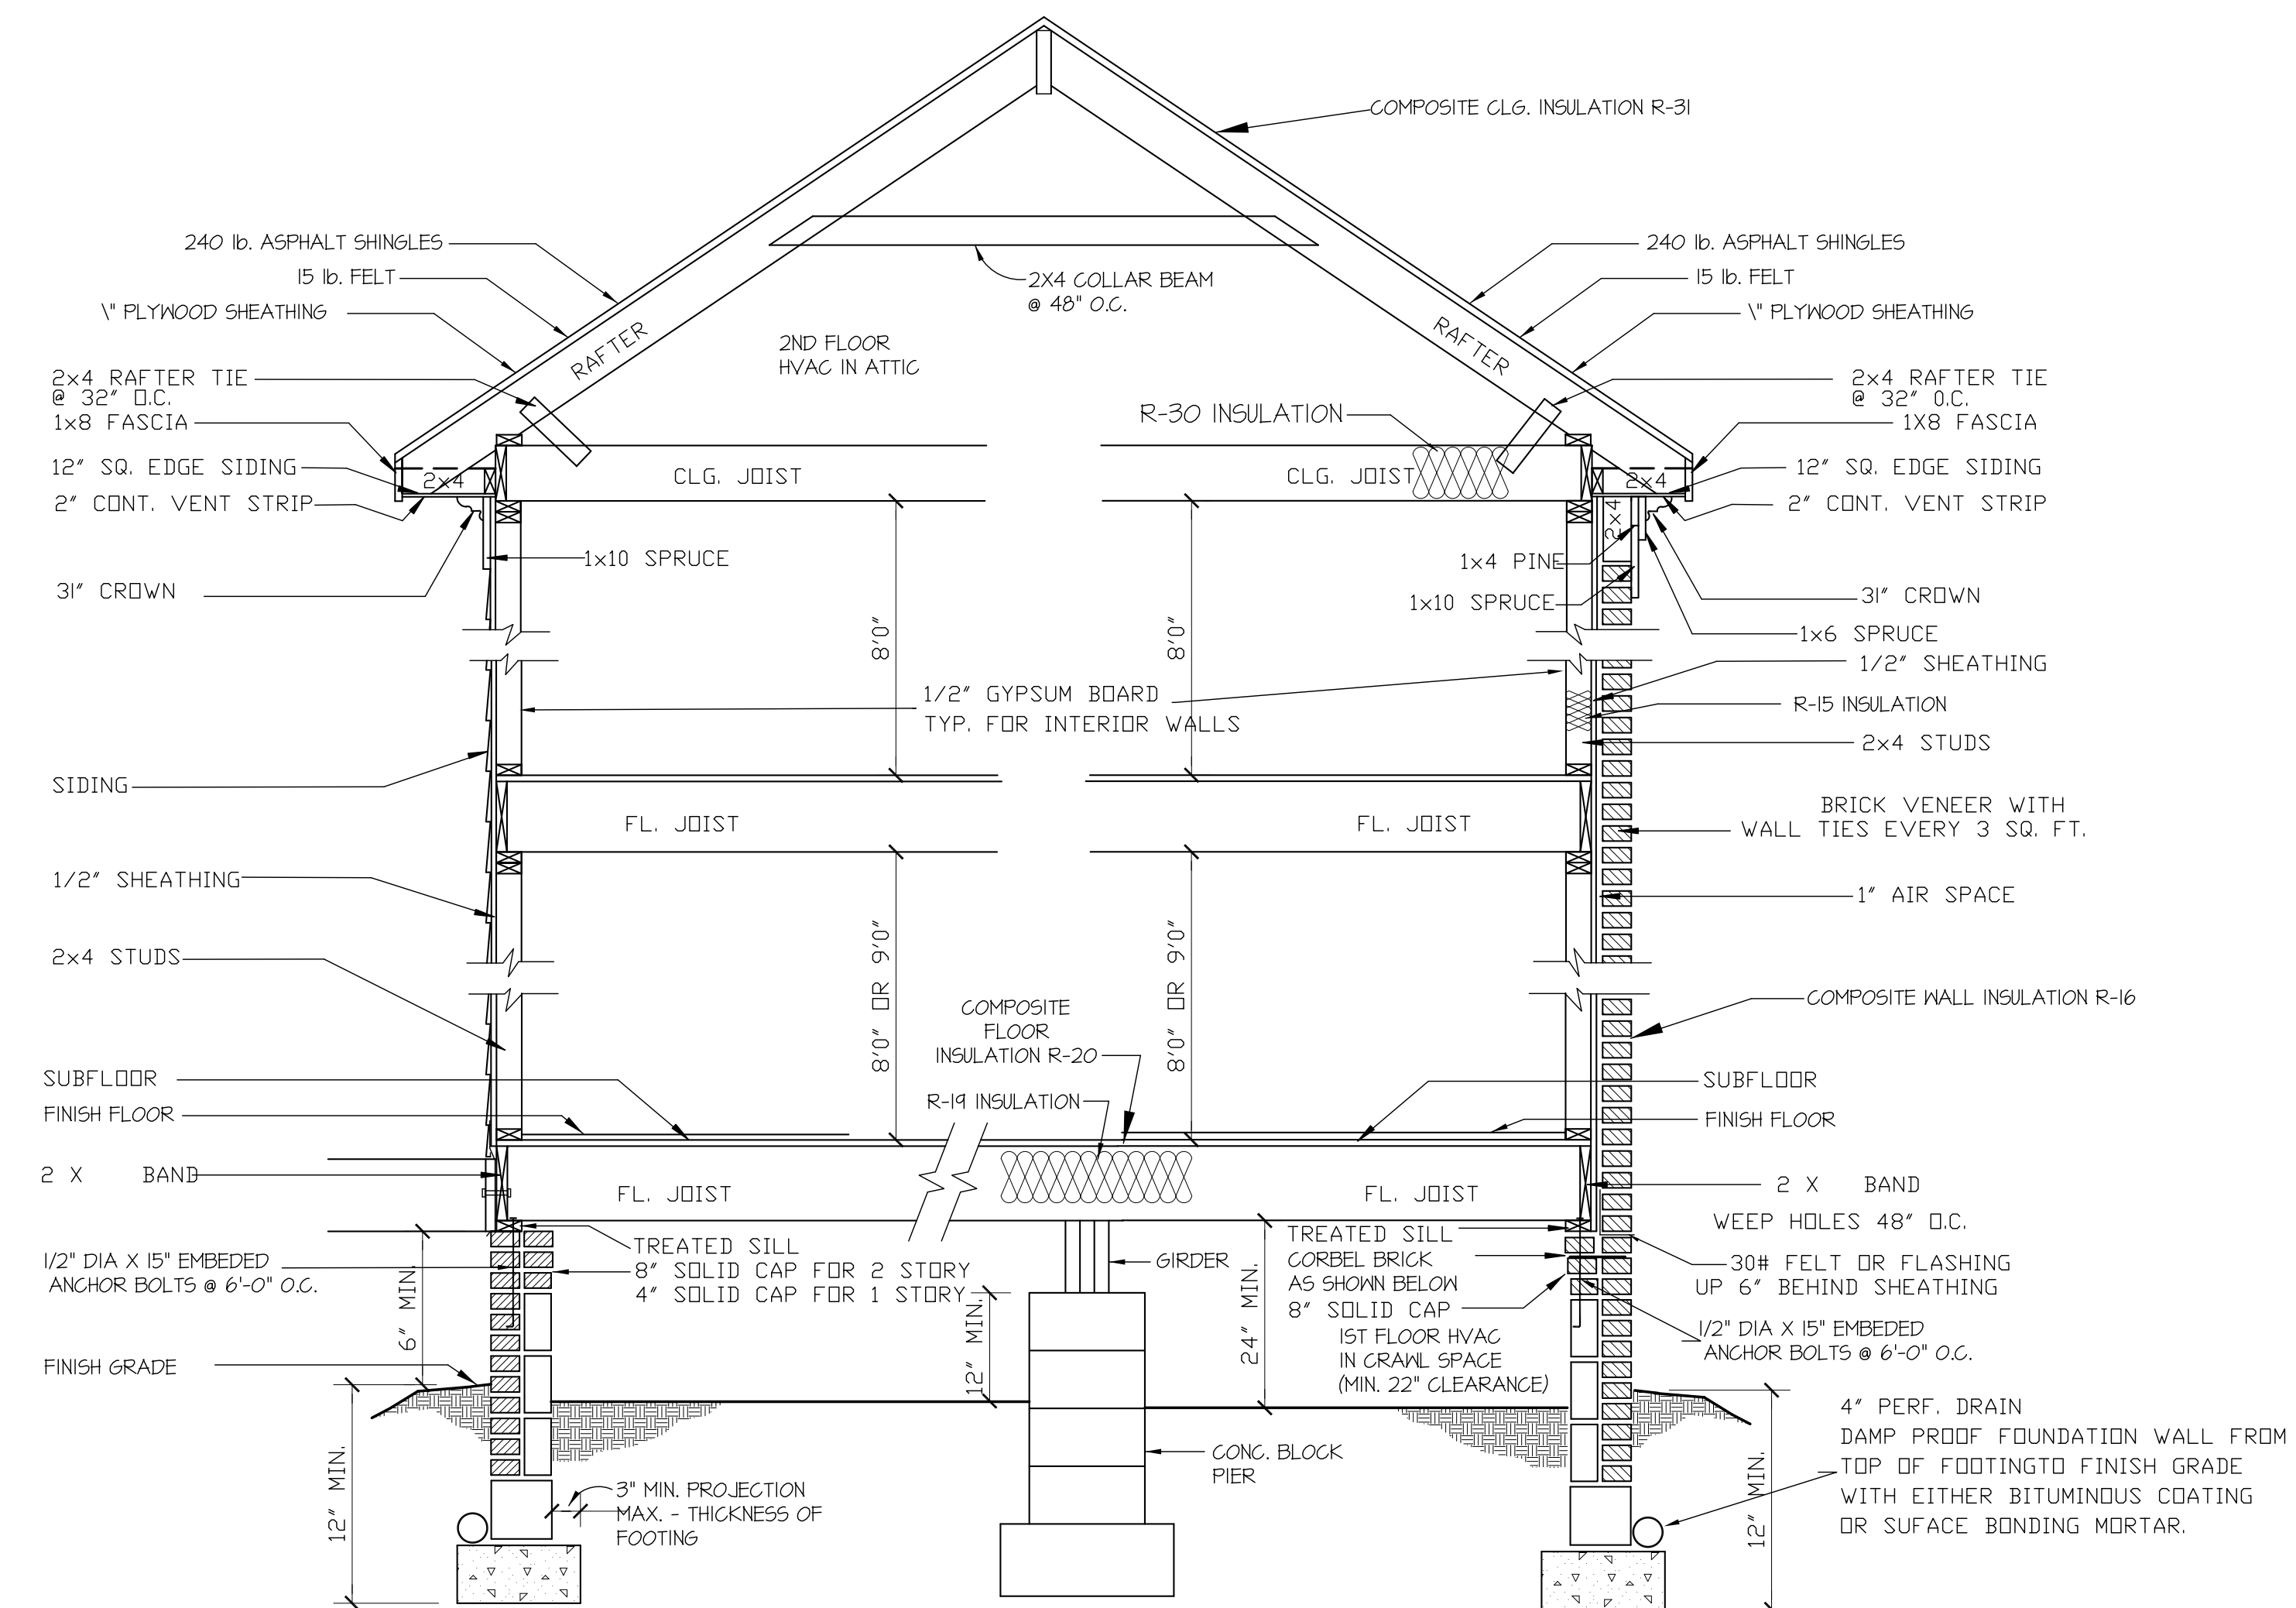 COMPOSITE CLG. INSULATION R-31
240 lb. ASPHALT SHINGLES
15 lb. FELT
\" PLYWOOD SHEATHING
2x4 RAFTER TIE
@ 32" O.C.
1x8 FASCIA
12" SQ. EDGE SIDING
2" CONT. VENT STRIP
31" CROWN
RAFTER
2X4 COLLAR BEAM
@ 48" O.C.
2ND FLOOR
HVAC IN ATTIC
RAFTER
240 lb. ASPHALT SHINGLES
15 lb. FELT
\" PLYWOOD SHEATHING
2x4 RAFTER TIE
@ 32" O.C.
1X8 FASCIA
12" SQ. EDGE SIDING
2" CONT. VENT STRIP
R-30 INSULATION
2x4
CLG. JOIST
CLG. JOIST
2x4
2x4
1x10 SPRUCE
1x4 PINE
1x10 SPRUCE
31" CROWN
1x6 SPRUCE
1/2" SHEATHING
R-15 INSULATION
2x4 STUDS
8'0"
8'0"
1/2" GYPSUM BOARD
TYP. FOR INTERIOR WALLS
SIDING
FL. JOIST
FL. JOIST
BRICK VENEER WITH
WALL TIES EVERY 3 SQ. FT.
1/2" SHEATHING
1" AIR SPACE
2x4 STUDS
8'0" OR 9'0"
8'0" OR 9'0"
COMPOSITE
FLOOR
INSULATION R-20
COMPOSITE WALL INSULATION R-16
SUBFLOOR
FINISH FLOOR
R-19 INSULATION
SUBFLOOR
FINISH FLOOR
2 X BAND
FL. JOIST
FL. JOIST
2 X BAND
WEEP HOLES 48" O.C.
30# FELT OR FLASHING
UP 6" BEHIND SHEATHING
1/2" DIA X 15" EMBEDED
ANCHOR BOLTS @ 6'-0" O.C.
6" MIN.
TREATED SILL
8" SOLID CAP FOR 2 STORY
4" SOLID CAP FOR 1 STORY
12" MIN.
GIRDER
24" MIN.
TREATED SILL
CORBEL BRICK
AS SHOWN BELOW
8" SOLID CAP
1ST FLOOR HVAC
IN CRAWL SPACE
(MIN. 22" CLEARANCE)
1/2" DIA X 15" EMBEDED
ANCHOR BOLTS @ 6'-0" O.C.
FINISH GRADE
12" MIN.
3" MIN. PROJECTION
MAX. - THICKNESS OF
FOOTING
CONC. BLOCK
PIER
12" MIN.
4" PERF. DRAIN
DAMP PROOF FOUNDATION WALL FROM
TOP OF FOOTINGTO FINISH GRADE
WITH EITHER BITUMINOUS COATING
OR SUFACE BONDING MORTAR.